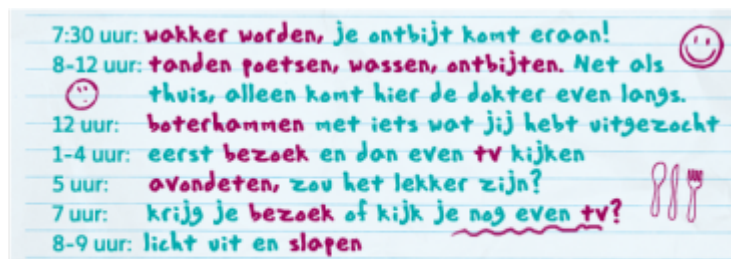 7:30 uur: wakker worden, je ontbijt komt eraan!
8-12 uur: tanden poetsen, wassen, ontbijten. Net als
thuis, alleen komt hier de dokter even langs.
12 uur: boterhammen met iets wat jij hebt uitgezocht
1-4 uur: eerst bezoek en dan even tv kijken
5 uur: avondeten, zou het lekker zijn?
7 uur: krijg je bezoek of kijk je nog even tv?
8-9 uur: licht uit en slapen